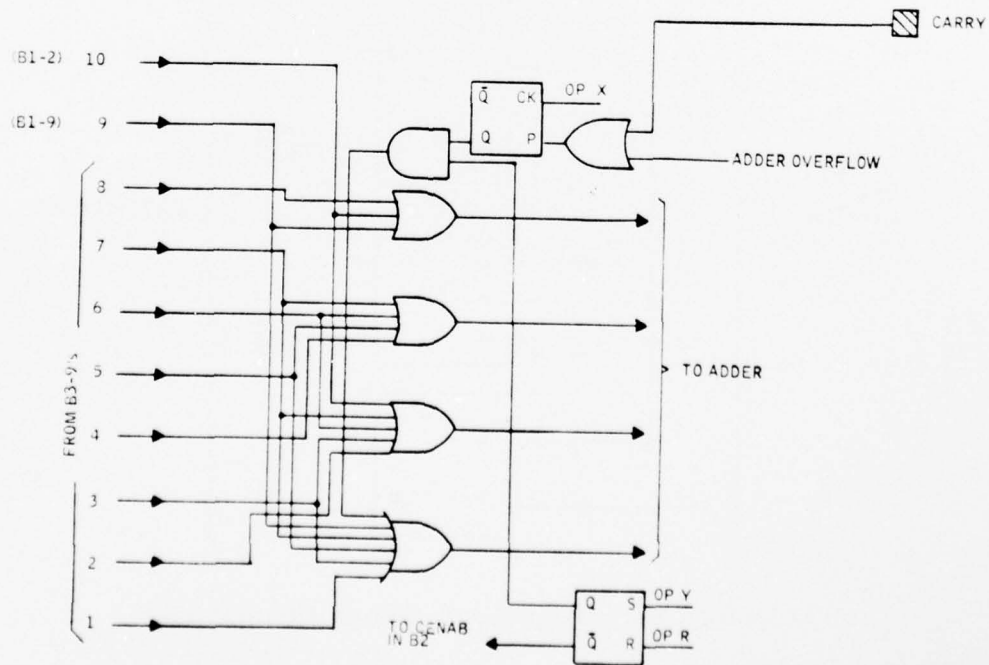 CARRY
(B1-2) 10
Q̄ CK OP X
(B1-9) 9
Q P
ADDER OVERFLOW
8
7
6
5
4
3
2
1
FROM B3-9's
TO ADDER
Q S OP Y
TO CENAB
IN B2
Q̄ R OP R